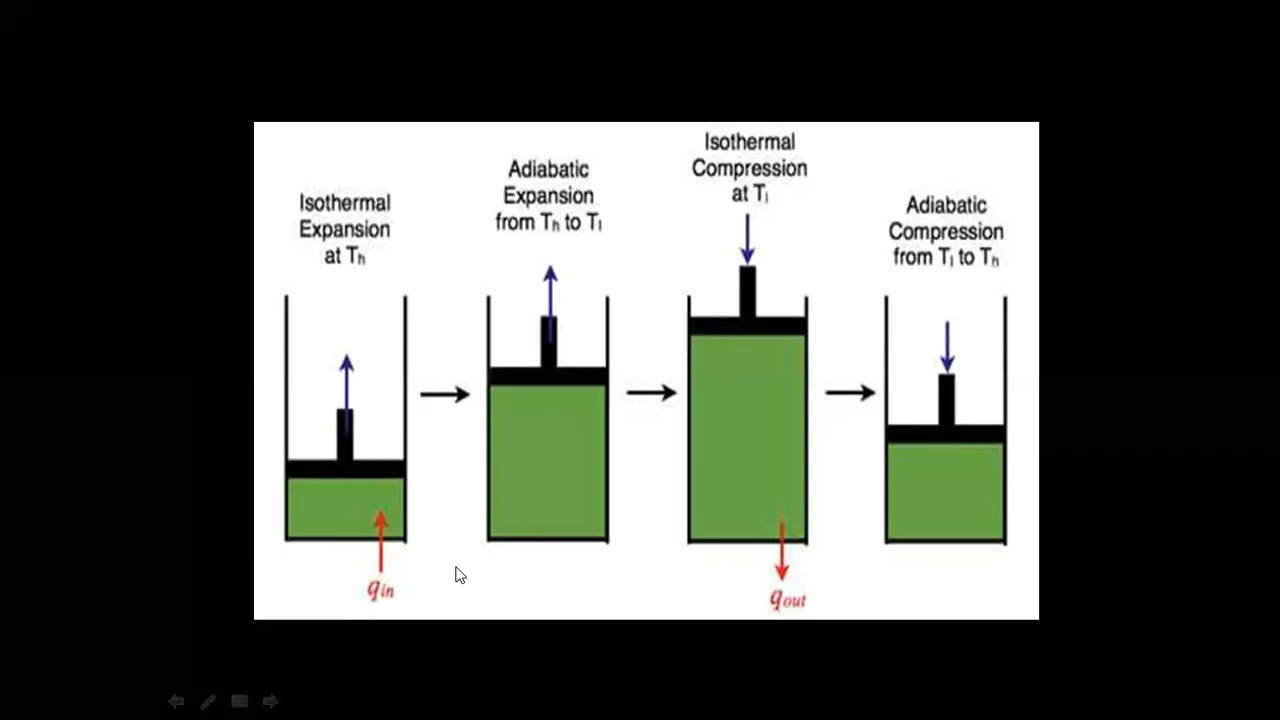 Isothermal
Expansion
at Th
Adiabatic
Expansion
from Th to Tl
Isothermal
Compression
at Tl
Adiabatic
Compression
from Tl to Th
qin
qout